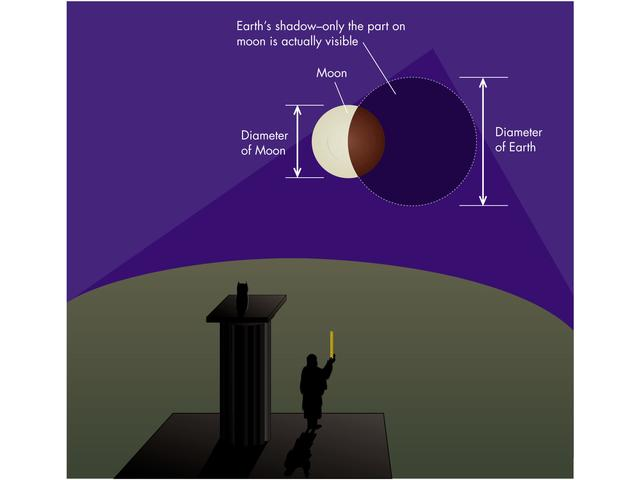 Earth's shadow–only the part on
moon is actually visible
Moon
Diameter
of Moon
Diameter
of Earth